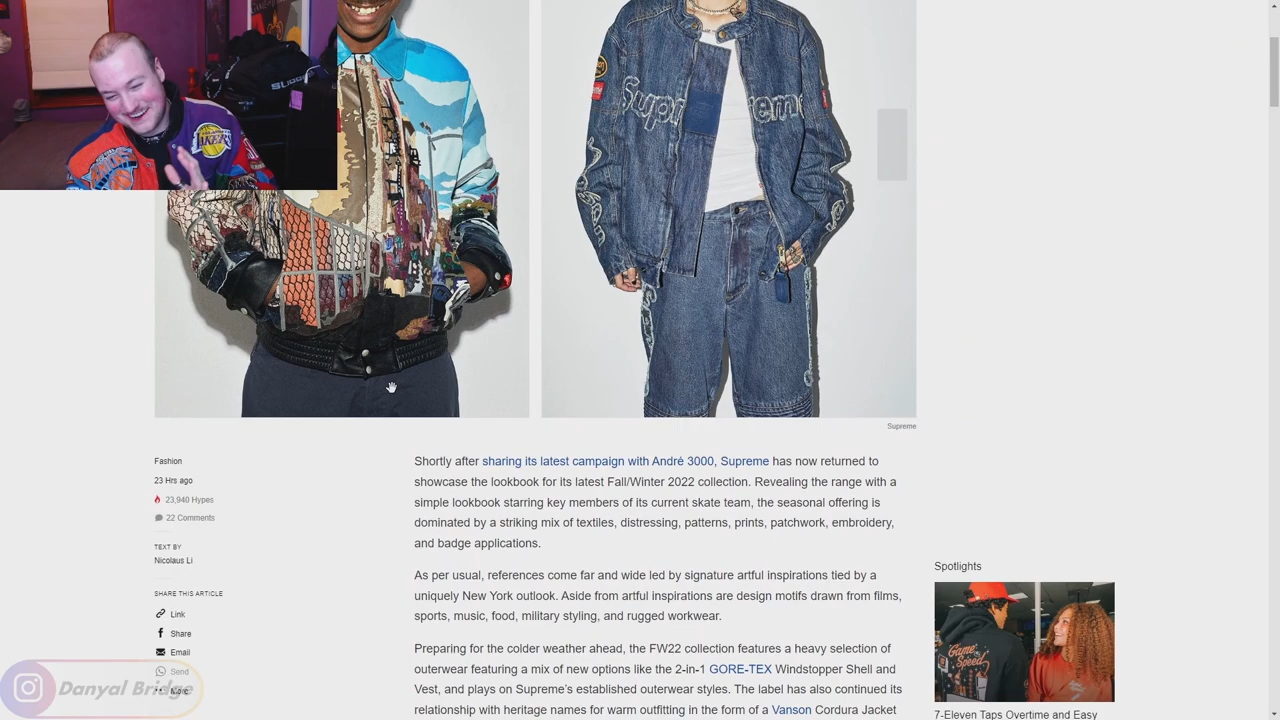 SLIDGE
LAKERS
Supreme
Supreme
Fashion
23 Hrs ago
23,940 Hypes
22 Comments
TEXT BY
Nicolaus Li
SHARE THIS ARTICLE
Link
Share
Email
Send
More
Danyal Bridge
Shortly after sharing its latest campaign with André 3000, Supreme has now returned to
showcase the lookbook for its latest Fall/Winter 2022 collection. Revealing the range with a
simple lookbook starring key members of its current skate team, the seasonal offering is
dominated by a striking mix of textiles, distressing, patterns, prints, patchwork, embroidery,
and badge applications.
As per usual, references come far and wide led by signature artful inspirations tied by a
uniquely New York outlook. Aside from artful inspirations are design motifs drawn from films,
sports, music, food, military styling, and rugged workwear.
Preparing for the colder weather ahead, the FW22 collection features a heavy selection of
outerwear featuring a mix of new options like the 2-in-1 GORE-TEX Windstopper Shell and
Vest, and plays on Supreme’s established outerwear styles. The label has also continued its
relationship with heritage names for warm outfitting in the form of a Vanson Cordura Jacket
Spotlights
Game
Speed
7-Eleven Taps Overtime and Easy